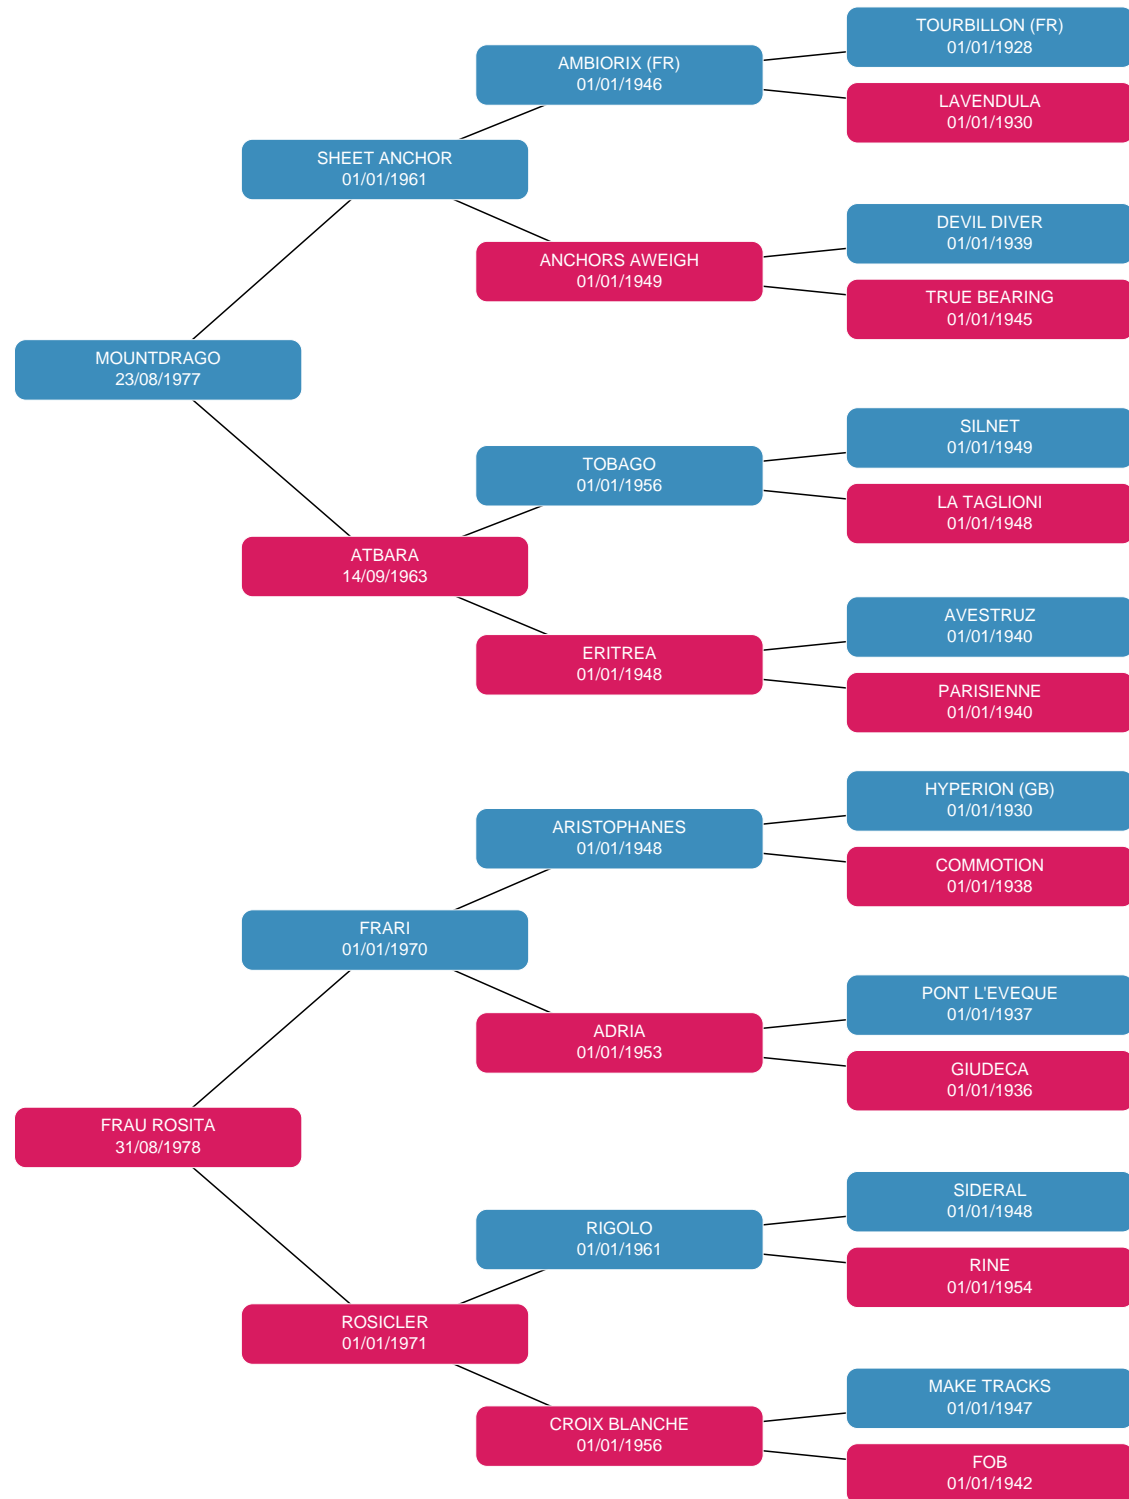 TOURBILLON (FR)
01/01/1928
AMBIORIX (FR)
01/01/1946
LAVENDULA
01/01/1930
SHEET ANCHOR
01/01/1961
DEVIL DIVER
01/01/1939
ANCHORS AWEIGH
01/01/1949
TRUE BEARING
01/01/1945
MOUNTDRAGO
23/08/1977
SILNET
01/01/1949
TOBAGO
01/01/1956
LA TAGLIONI
01/01/1948
ATBARA
14/09/1963
AVESTRUZ
01/01/1940
ERITREA
01/01/1948
PARISIENNE
01/01/1940
HYPERION (GB)
01/01/1930
ARISTOPHANES
01/01/1948
COMMOTION
01/01/1938
FRARI
01/01/1970
PONT L'EVEQUE
01/01/1937
ADRIA
01/01/1953
GIUDECA
01/01/1936
FRAU ROSITA
31/08/1978
SIDERAL
01/01/1948
RIGOLO
01/01/1961
RINE
01/01/1954
ROSICLER
01/01/1971
MAKE TRACKS
01/01/1947
CROIX BLANCHE
01/01/1956
FOB
01/01/1942